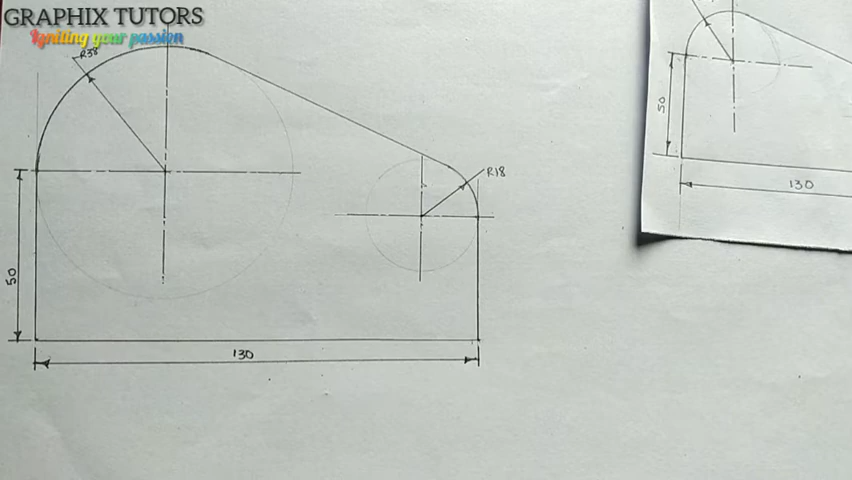 GRAPHIX TUTORS
Igniting your passion
R38
R18
50
130
50
130